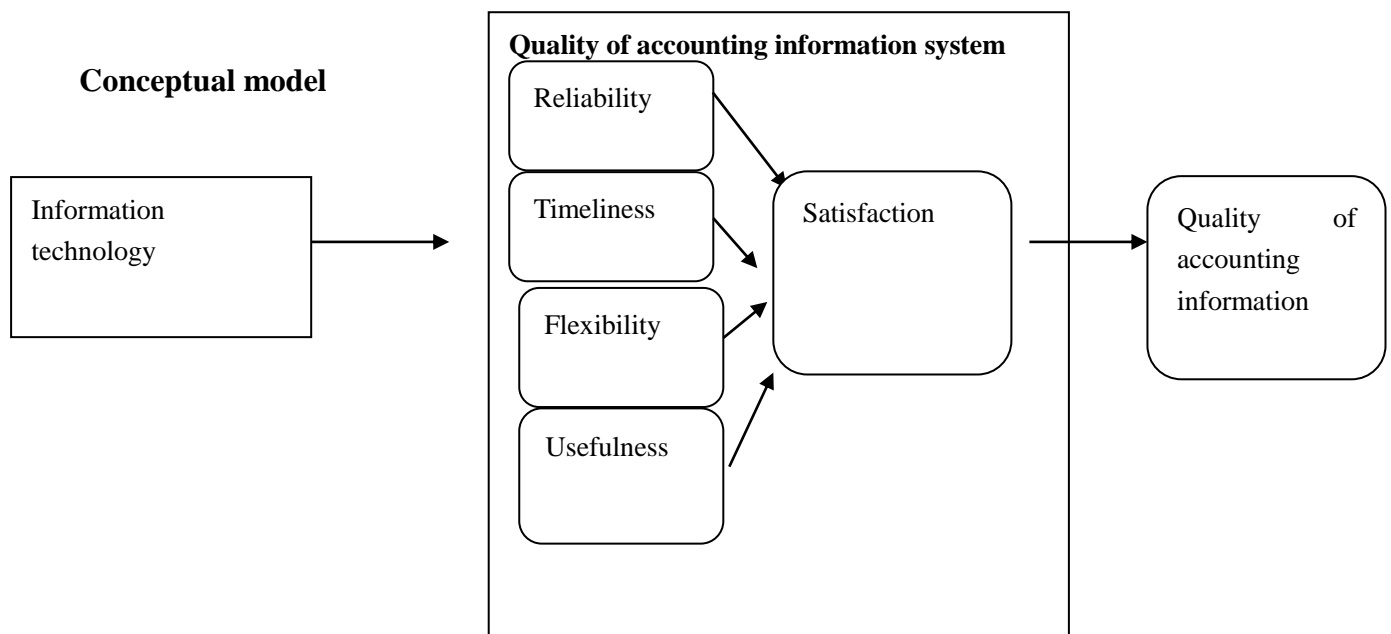 Conceptual model
Information
technology
Quality of accounting information system
Reliability
Timeliness
Flexibility
Usefulness
Satisfaction
Quality of
accounting
information